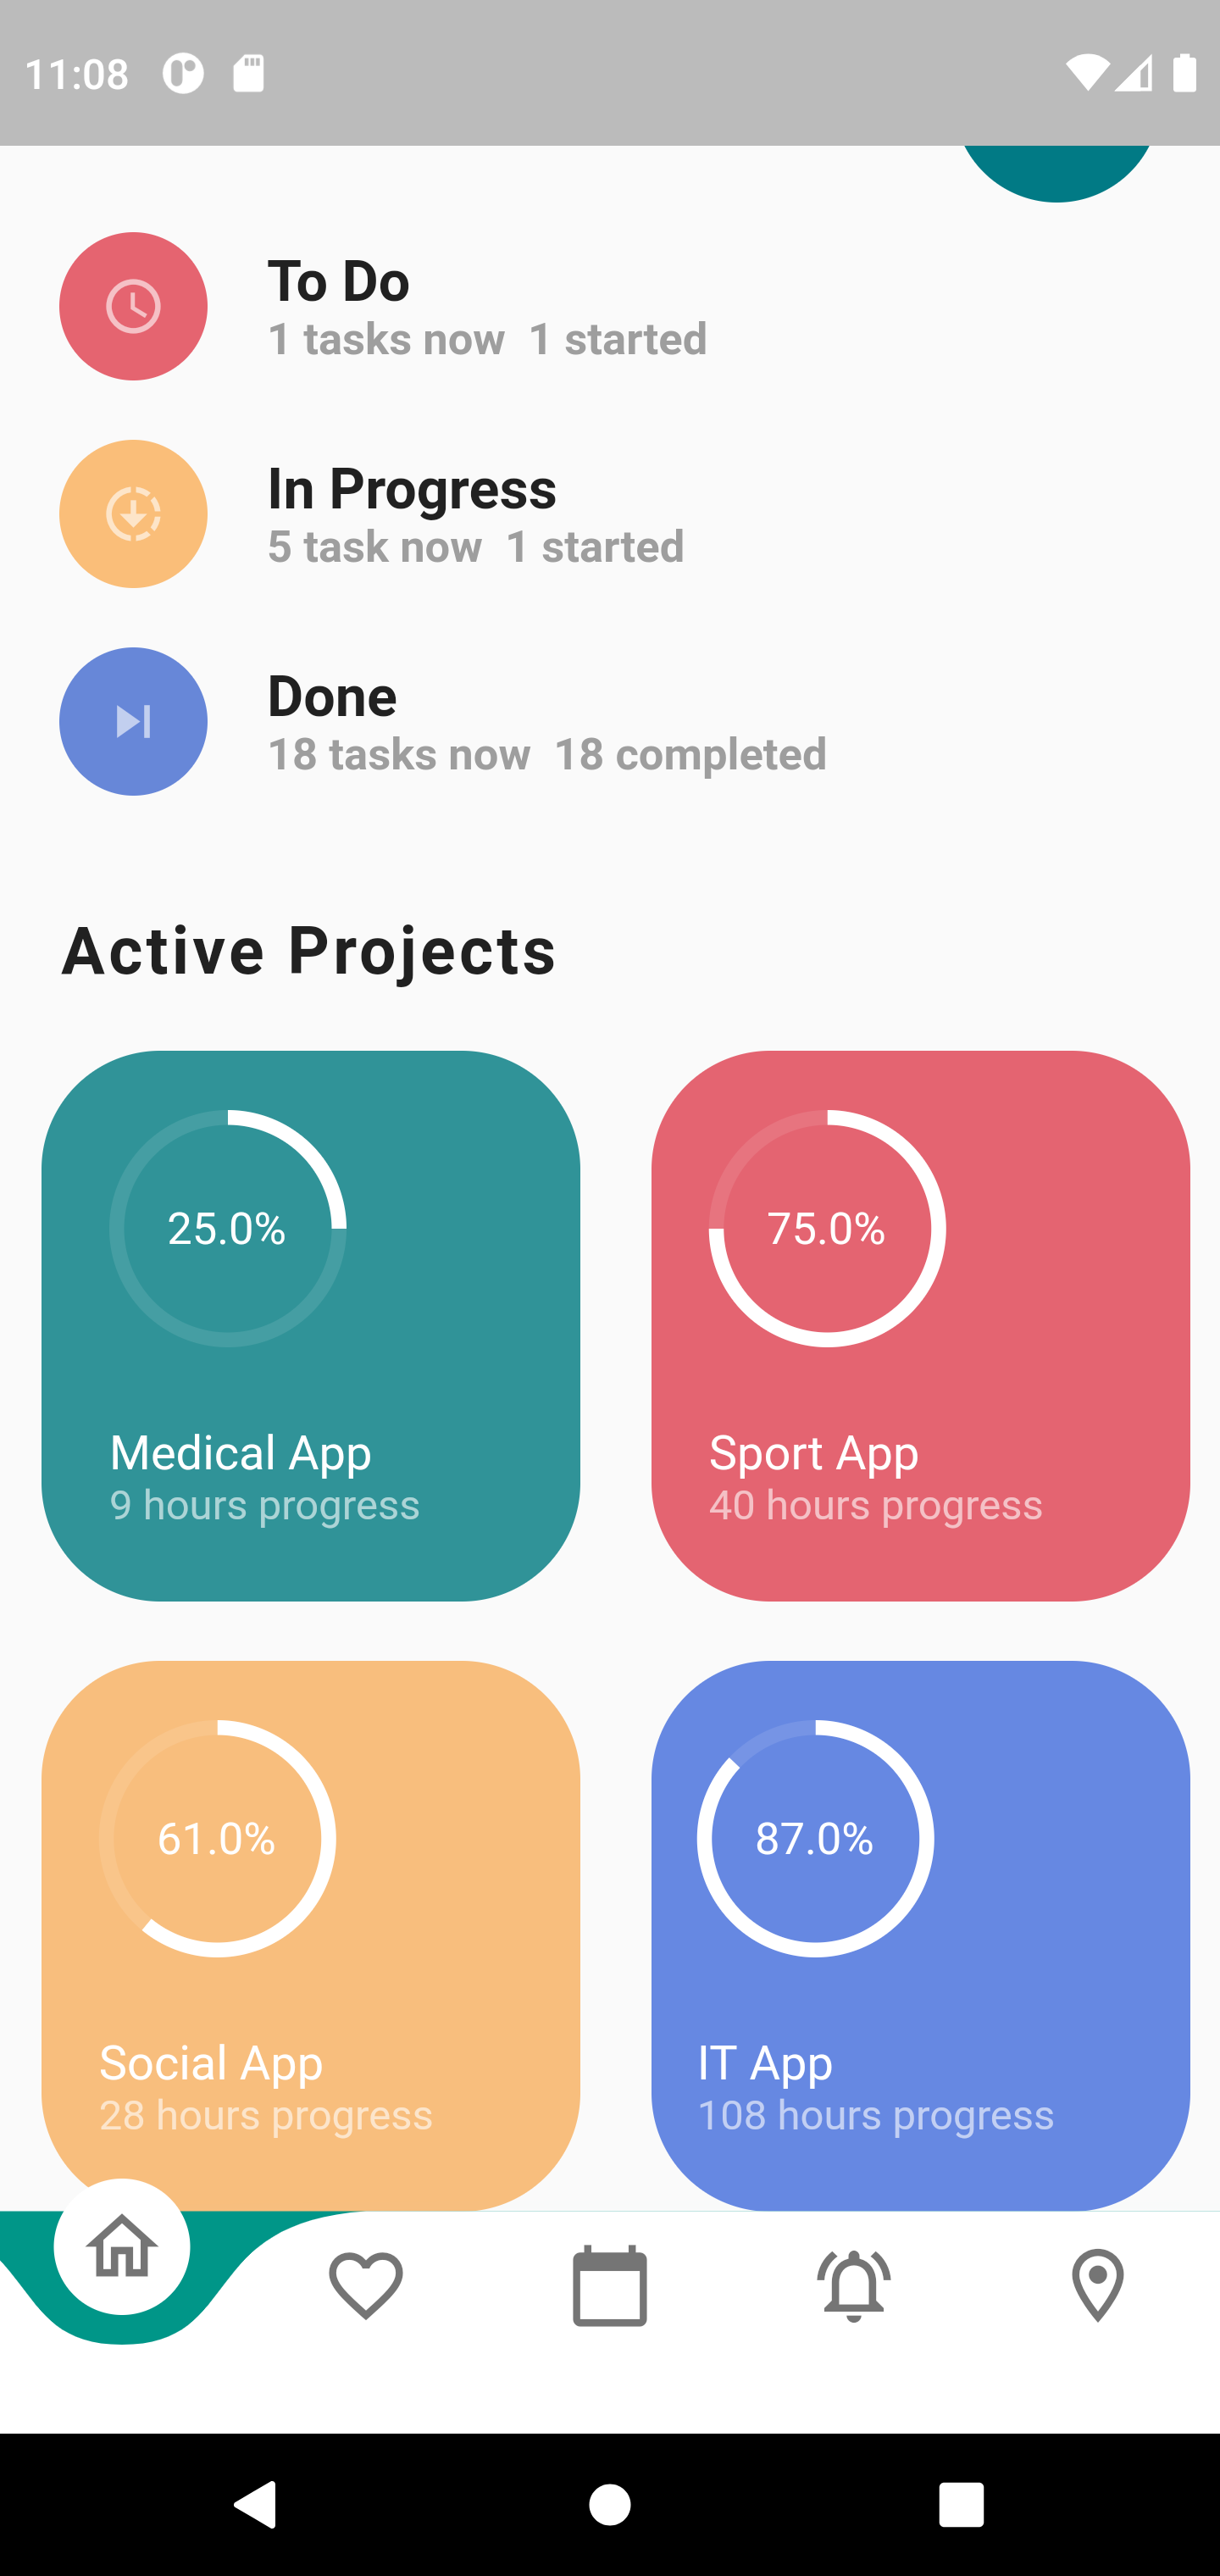 11:08
To Do
1 tasks now  1 started
In Progress
5 task now  1 started
Done
18 tasks now  18 completed
Active Projects
25.0%
Medical App
9 hours progress
75.0%
Sport App
40 hours progress
61.0%
Social App
28 hours progress
87.0%
IT App
108 hours progress